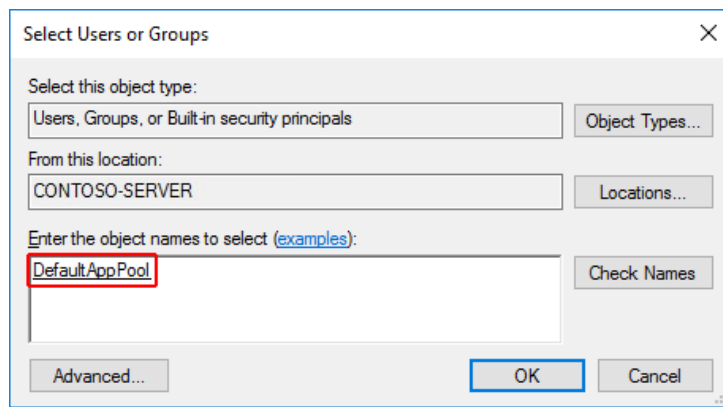 Select Users or Groups
Select this object type:
Users, Groups, or Built-in security principals
Object Types...
From this location:
CONTOSO-SERVER
Locations...
Enter the object names to select (examples):
DefaultAppPool
Check Names
Advanced...
OK
Cancel